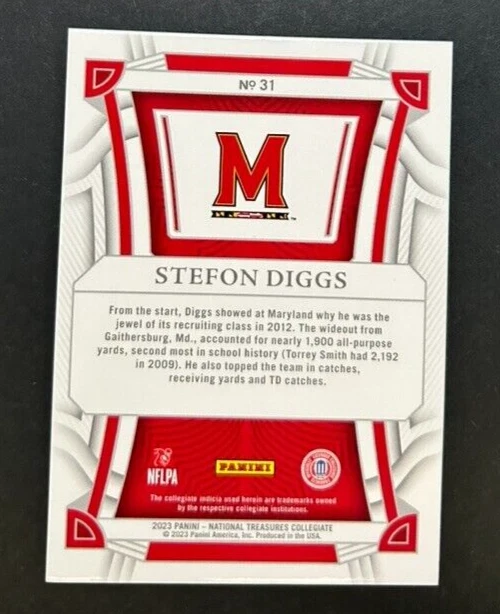 Nº 31
M
™
STEFON DIGGS
From the start, Diggs showed at Maryland why he was the
jewel of its recruiting class in 2012. The wideout from
Gaithersburg, Md., accounted for nearly 1,900 all-purpose
yards, second most in school history (Torrey Smith had 2,192
in 2009). He also topped the team in catches,
receiving yards and TD catches.
NFLPA
PANINI
The collegiate indicia used herein are trademarks owned
by the respective collegiate institutions.
2023 PANINI – NATIONAL TREASURES COLLEGIATE
© 2023 Panini America, Inc. Produced in the USA.